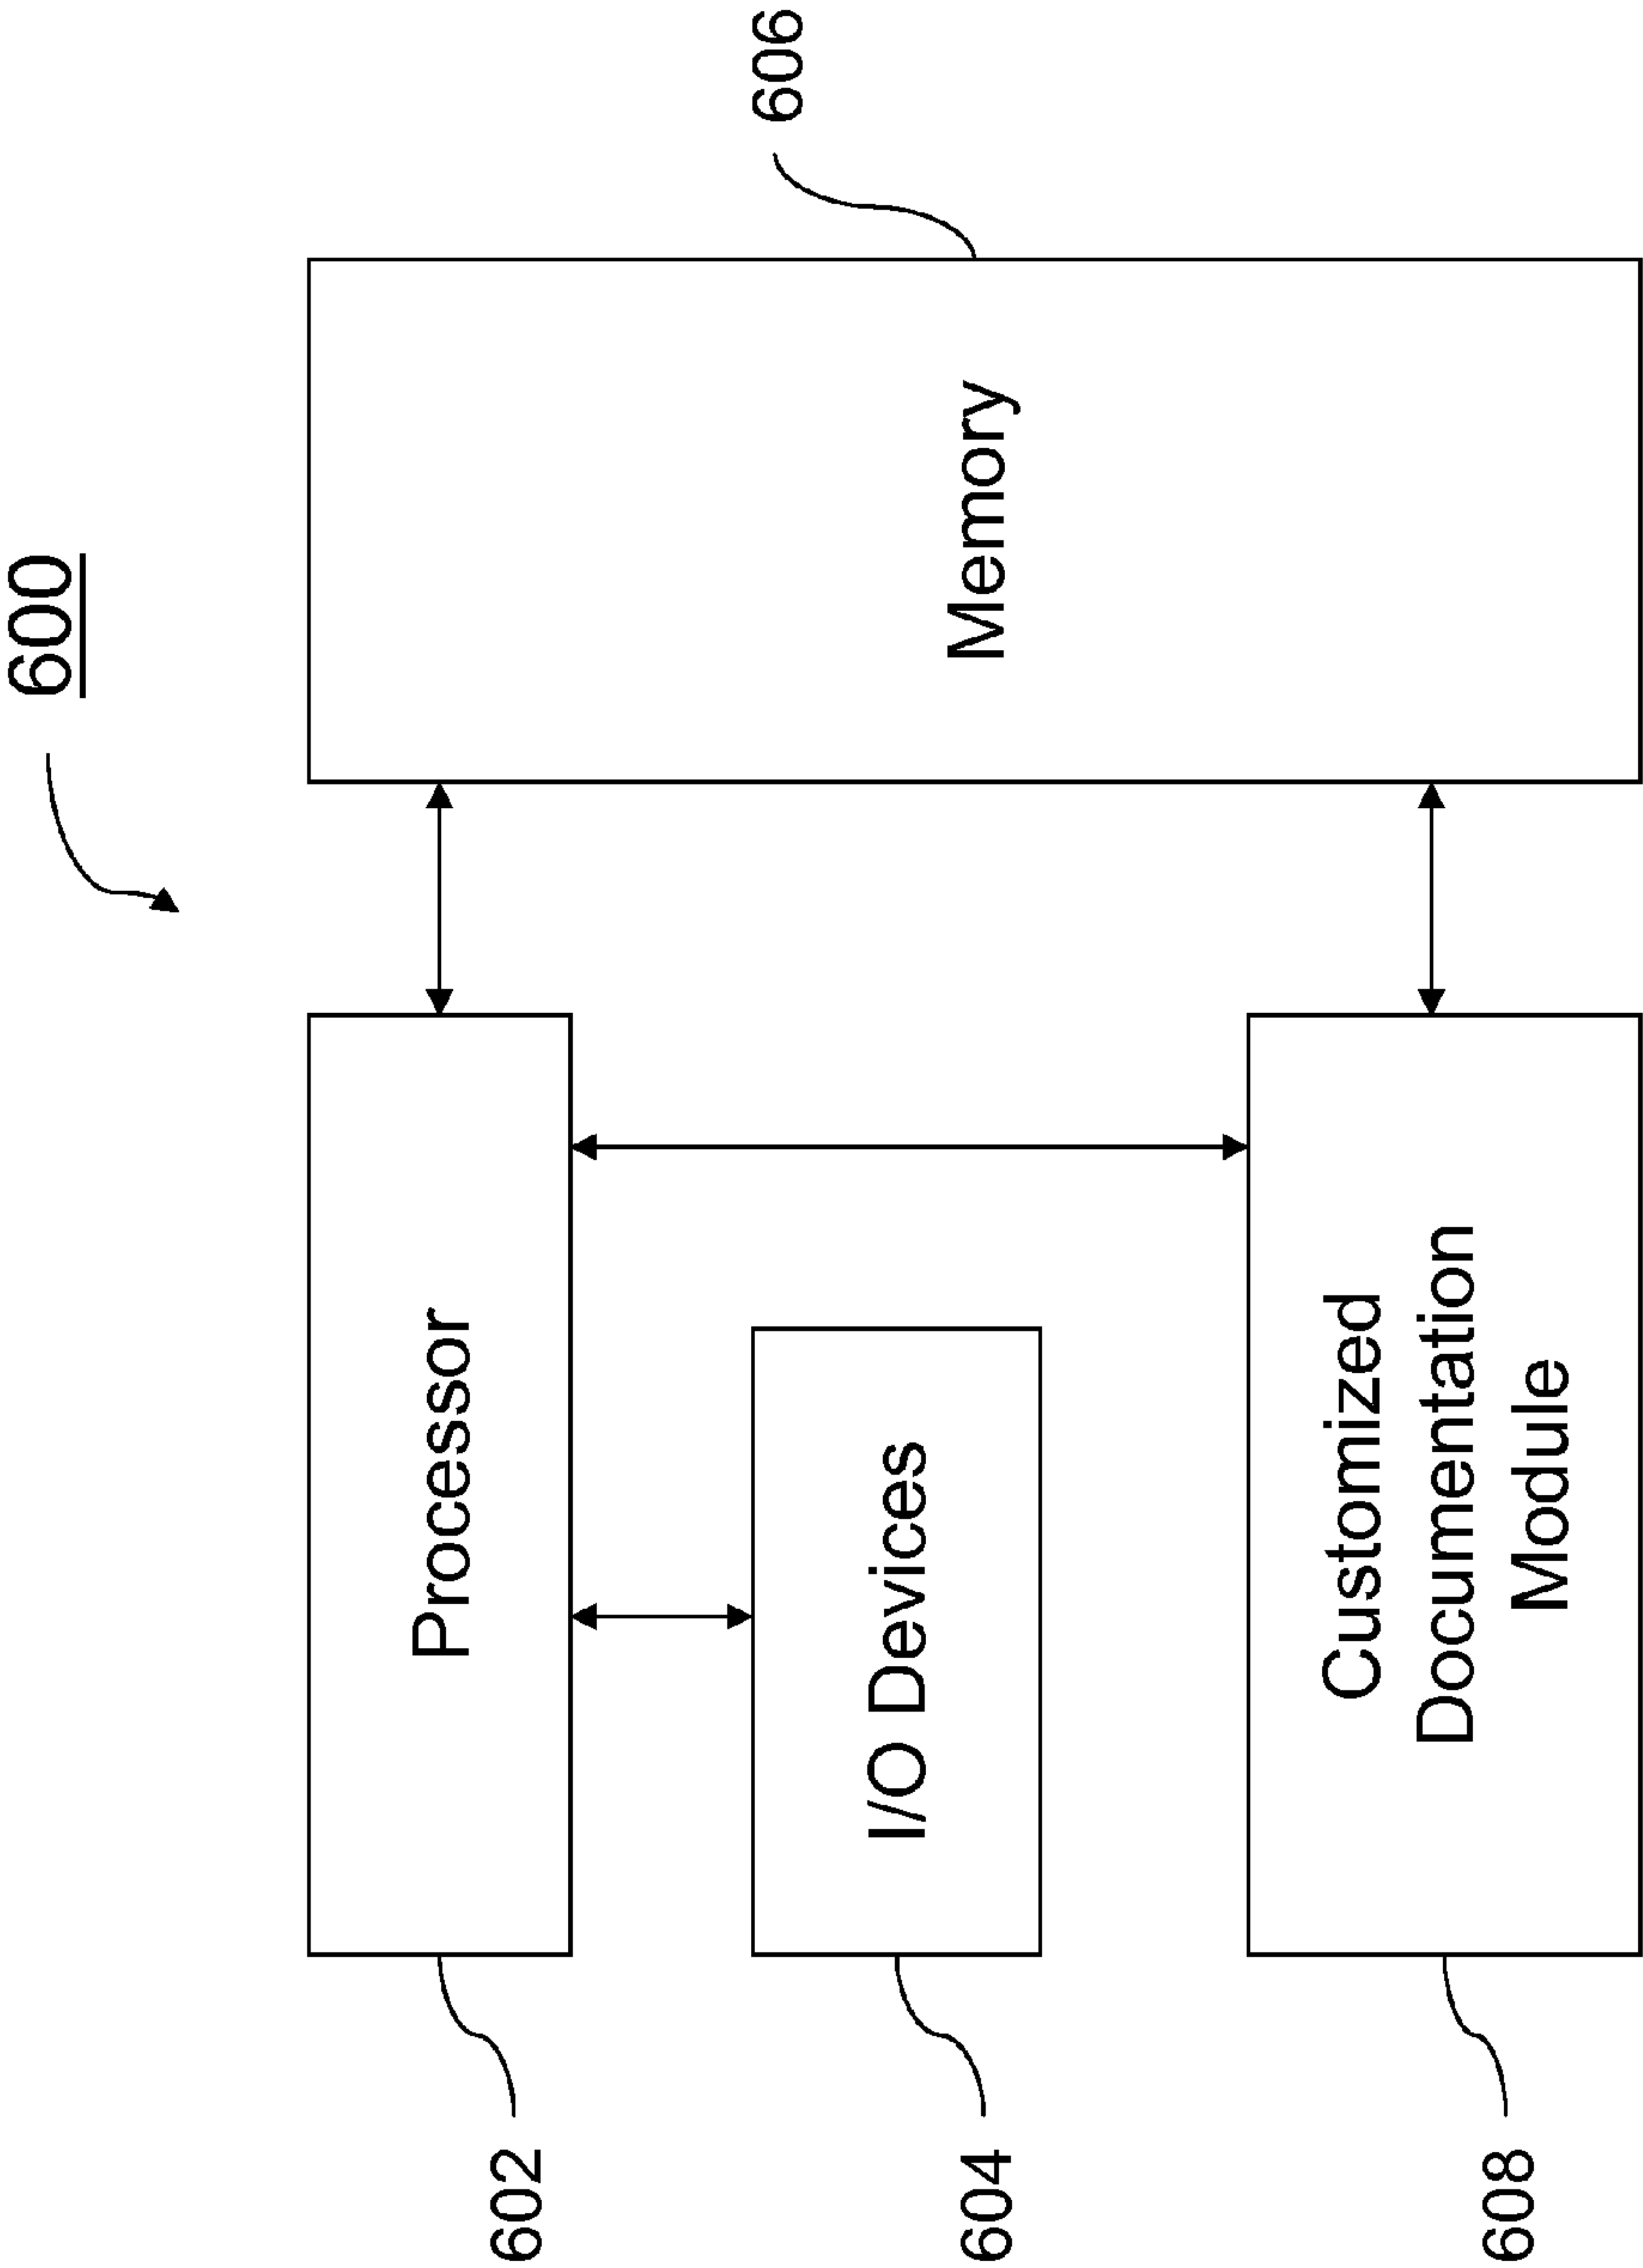 600
602
Processor
604
I/O Devices
608
Customized
Documentation
Module
Memory
606